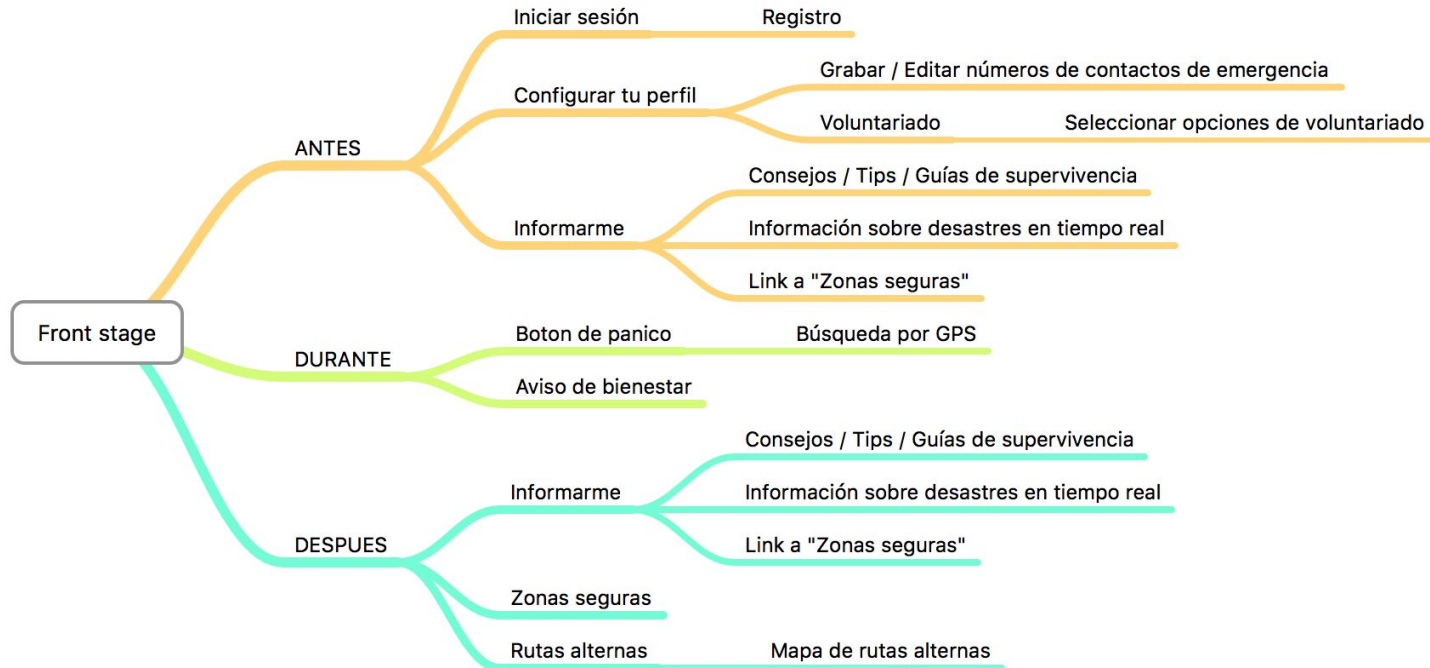 Front stage
ANTES
Iniciar sesión
Registro
Configurar tu perfil
Grabar / Editar números de contactos de emergencia
Voluntariado
Seleccionar opciones de voluntariado
Informarme
Consejos / Tips / Guías de supervivencia
Información sobre desastres en tiempo real
Link a "Zonas seguras"
DURANTE
Boton de panico
Búsqueda por GPS
Aviso de bienestar
DESPUES
Informarme
Consejos / Tips / Guías de supervivencia
Información sobre desastres en tiempo real
Link a "Zonas seguras"
Zonas seguras
Rutas alternas
Mapa de rutas alternas